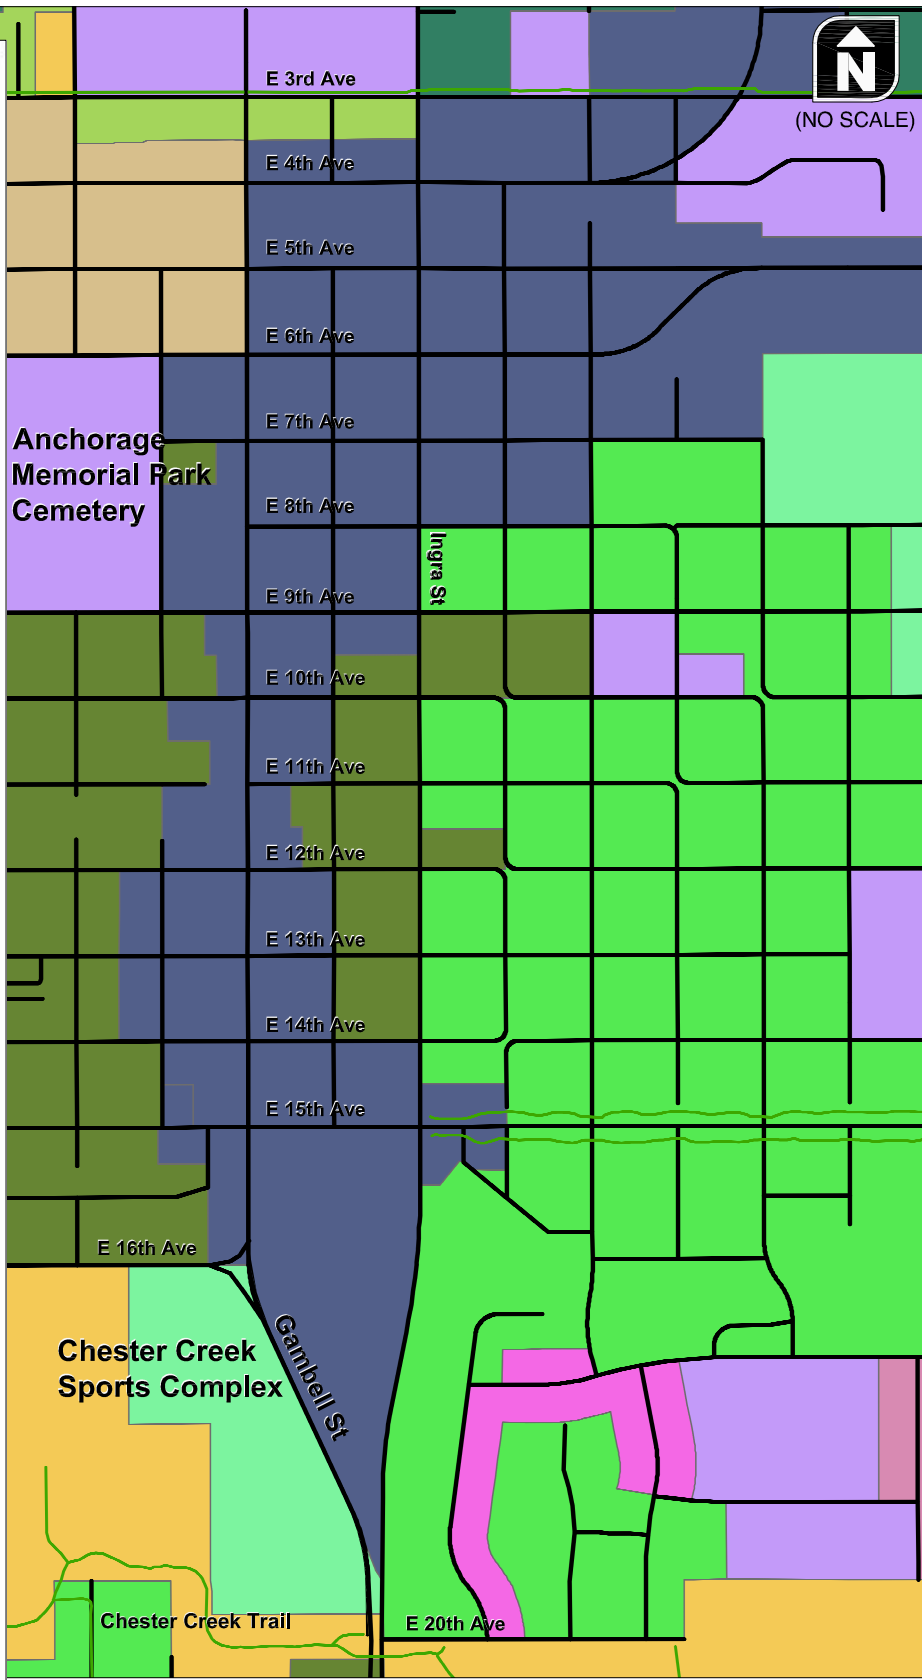 N
(NO SCALE)
E 3rd Ave
E 4th Ave
E 5th Ave
E 6th Ave
E 7th Ave
Anchorage
Memorial Park
Cemetery
E 8th Ave
Ingra St
E 9th Ave
E 10th Ave
E 11th Ave
E 12th Ave
E 13th Ave
E 14th Ave
E 15th Ave
E 16th Ave
Gambell St
Chester Creek
Sports Complex
Chester Creek Trail
E 20th Ave